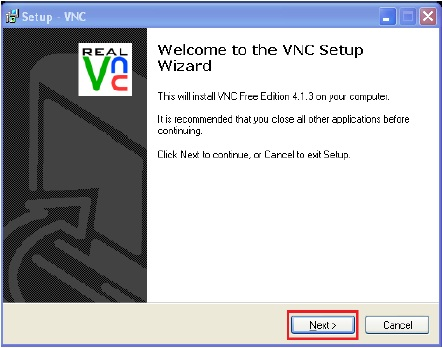 Setup - VNC
REAL
VNC
Welcome to the VNC Setup
Wizard
This will install VNC Free Edition 4.1.3 on your computer.
It is recommended that you close all other applications before
continuing.
Click Next to continue, or Cancel to exit Setup.
Next >
Cancel